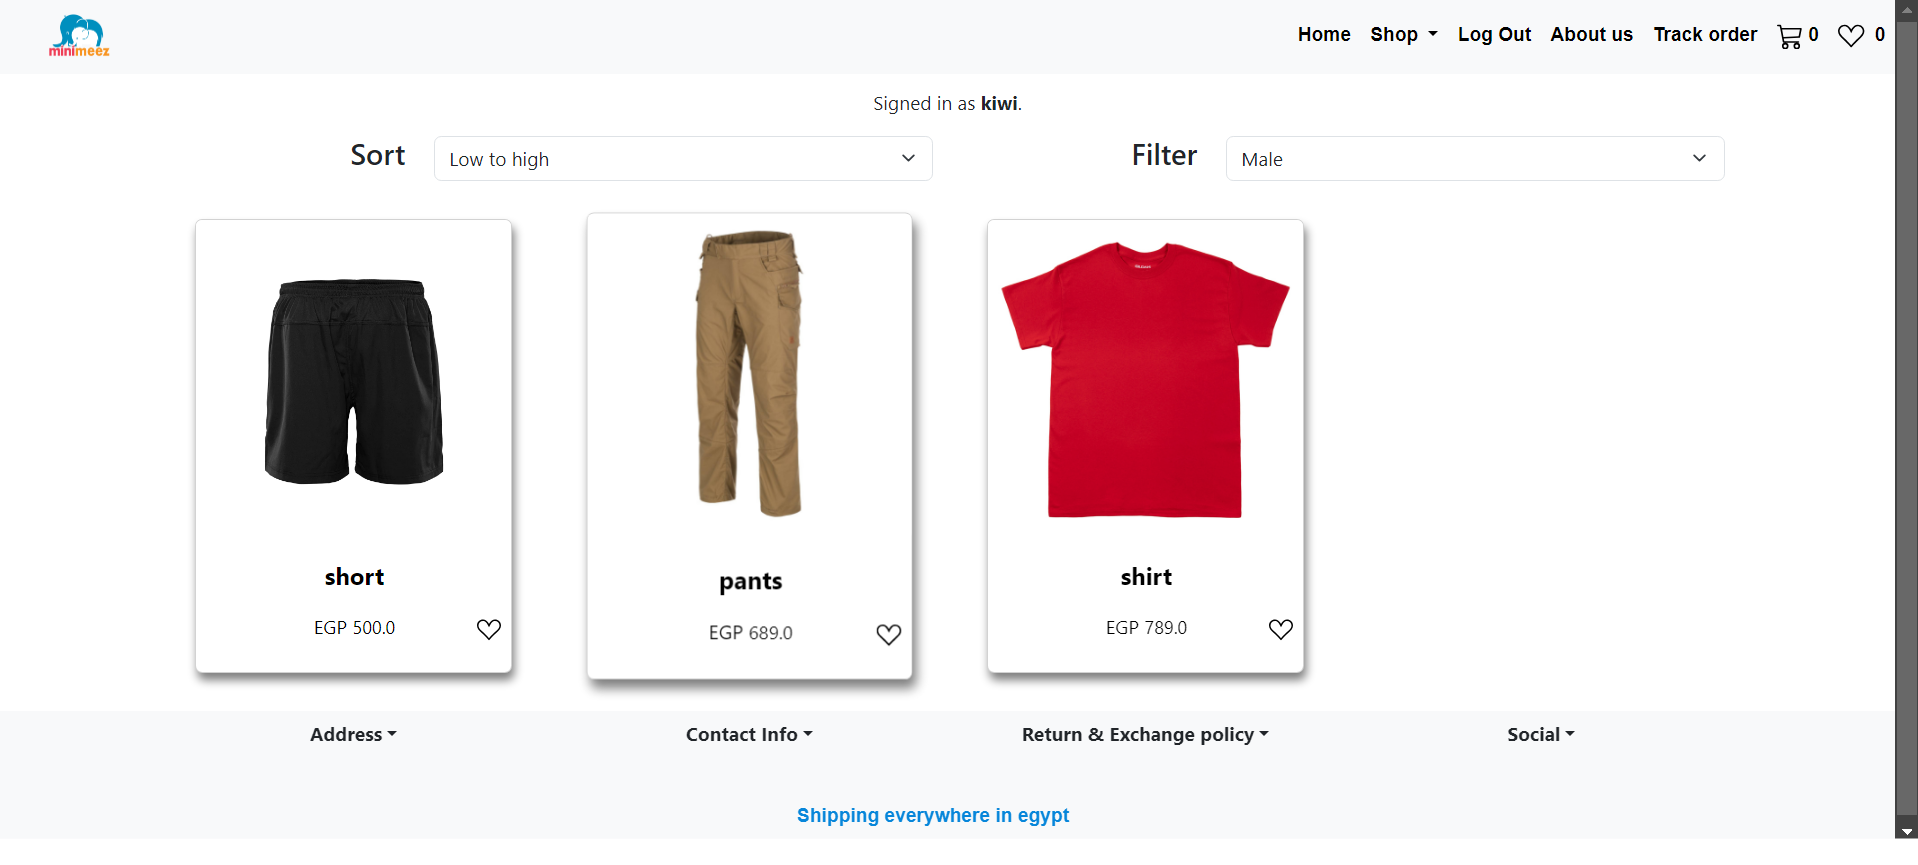 minimeez
Home Shop Log Out About us Track order 0 0
Signed in as kiwi.
Sort Low to high Filter Male
short pants shirt
EGP 500.0 EGP 689.0 EGP 789.0
Address Contact Info Return & Exchange policy Social
Shipping everywhere in egypt